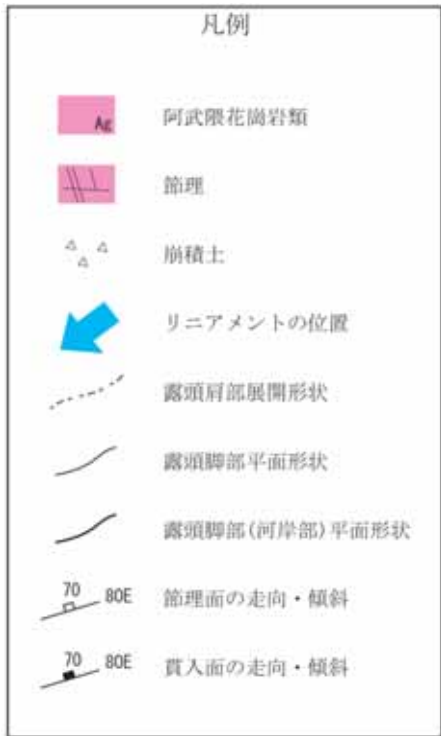 凡例
Ag 阿武隈花崗岩類
節理
崩積土
リニアメントの位置
露頭肩部展開形状
露頭脚部平面形状
露頭脚部(河岸部)平面形状
70 80E 節理面の走向・傾斜
70 80E 貫入面の走向・傾斜